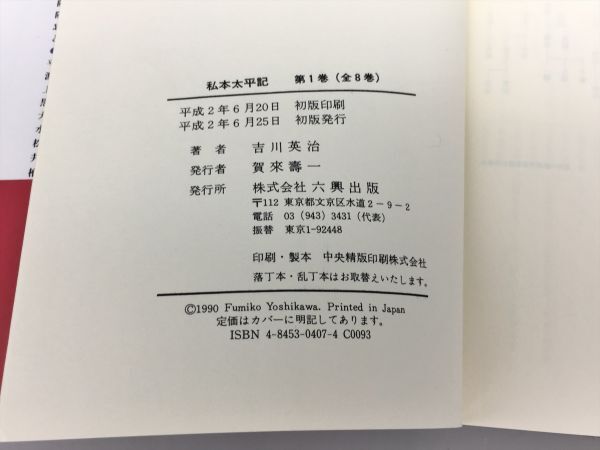 私本太平記 第1巻(全8巻)
平成2年6月20日 初版印刷
平成2年6月25日 初版発行
著者 吉川英治
発行者 賀來壽一
発行所 株式会社六興出版
〒112 東京都文京区水道2-9-2
電話 03(943)3431(代表)
振替 東京1-92448
印刷・製本 中央精版印刷株式会社
落丁本・乱丁本はお取替えいたします。
©1990 Fumiko Yoshikawa. Printed in Japan
定価はカバーに明記してあります。
ISBN 4-8453-0407-4 C0093